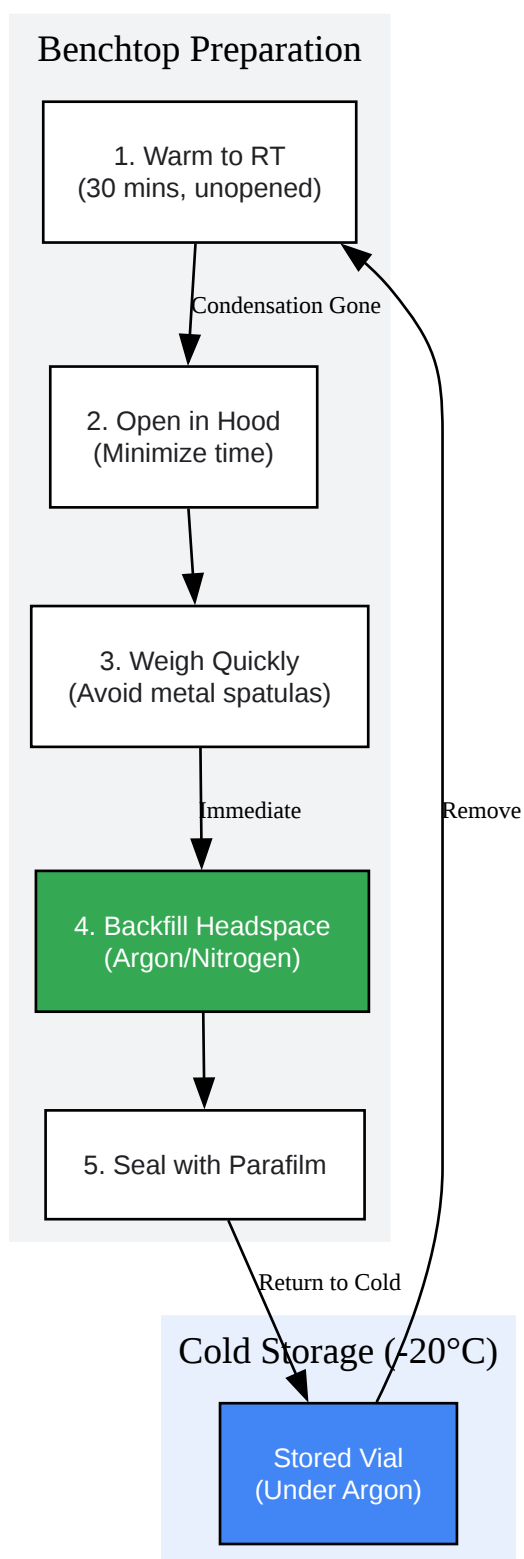 Benchtop Preparation
1. Warm to RT
(30 mins, unopened)
Condensation Gone
2. Open in Hood
(Minimize time)
3. Weigh Quickly
(Avoid metal spatulas)
Immediate
Remove
4. Backfill Headspace
(Argon/Nitrogen)
5. Seal with Parafilm
Return to Cold
Cold Storage (-20°C)
Stored Vial
(Under Argon)